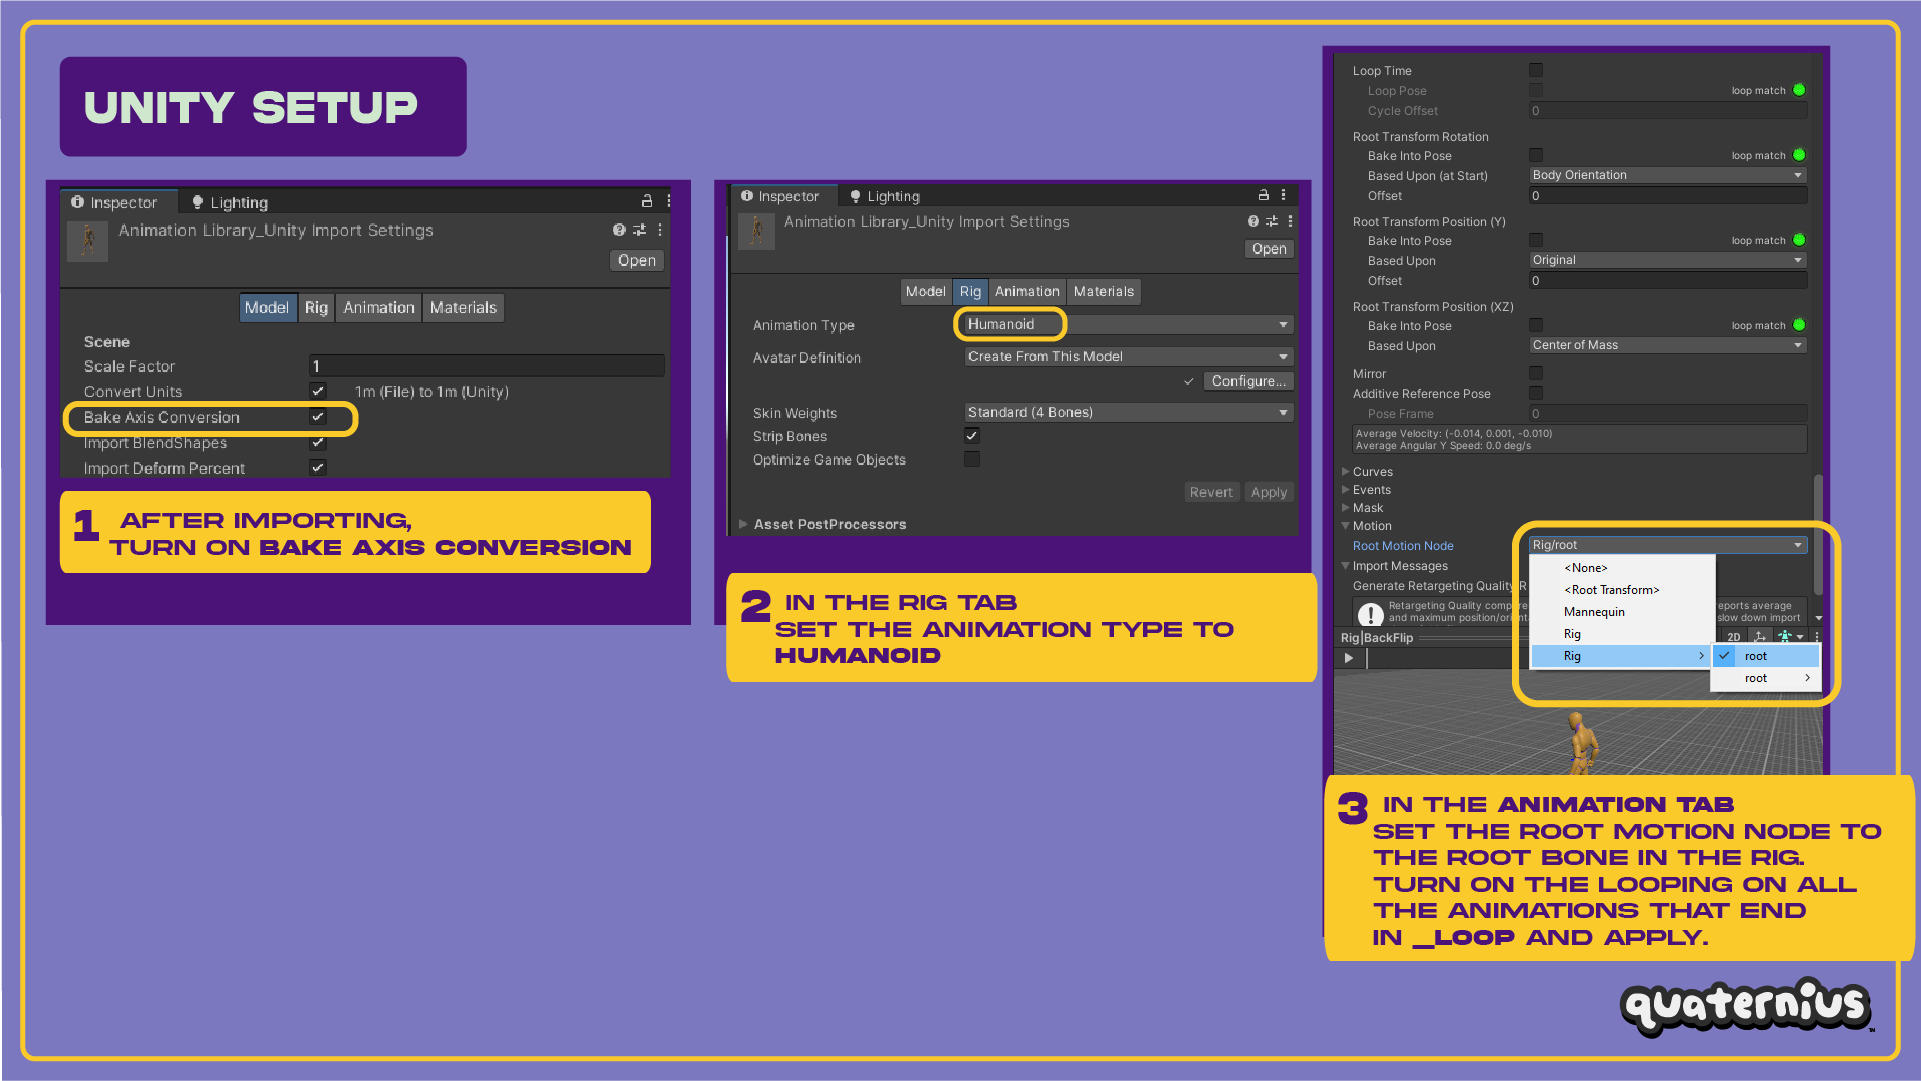 UNITY SETUP
Inspector
Lighting
Animation Library_Unity Import Settings
Open
Model
Rig
Animation
Materials
Scene
Scale Factor
1
Convert Units
1m (File) to 1m (Unity)
Bake Axis Conversion
Import BlendShapes
Import Deform Percent
1 AFTER IMPORTING,
TURN ON BAKE AXIS CONVERSION
Inspector
Lighting
Animation Library_Unity Import Settings
Open
Model
Rig
Animation
Materials
Animation Type
Humanoid
Avatar Definition
Create From This Model
Configure...
Skin Weights
Standard (4 Bones)
Strip Bones
Optimize Game Objects
Revert
Apply
Asset PostProcessors
2 IN THE RIG TAB
SET THE ANIMATION TYPE TO
HUMANOID
Loop Time
Loop Pose
loop match
Cycle Offset
0
Root Transform Rotation
Bake Into Pose
loop match
Based Upon (at Start)
Body Orientation
Offset
0
Root Transform Position (Y)
Bake Into Pose
loop match
Based Upon
Original
Offset
0
Root Transform Position (XZ)
Bake Into Pose
loop match
Based Upon
Center of Mass
Mirror
Additive Reference Pose
Pose Frame
0
Average Velocity: (-0.014, 0.001, -0.010)
Average Angular Y Speed: 0.0 deg/s
Curves
Events
Mask
Motion
Root Motion Node
Rig/root
Import Messages
<None>
Generate Retargeting Quality R
<Root Transform>
Retargeting Quality compare
Mannequin
reports average
and maximum position/orienta
slow down import
Rig|BackFlip
Rig
2D
Rig
root
root
3 IN THE ANIMATION TAB
SET THE ROOT MOTION NODE TO
THE ROOT BONE IN THE RIG.
TURN ON THE LOOPING ON ALL
THE ANIMATIONS THAT END
IN _LOOP AND APPLY.
quaternius
TM